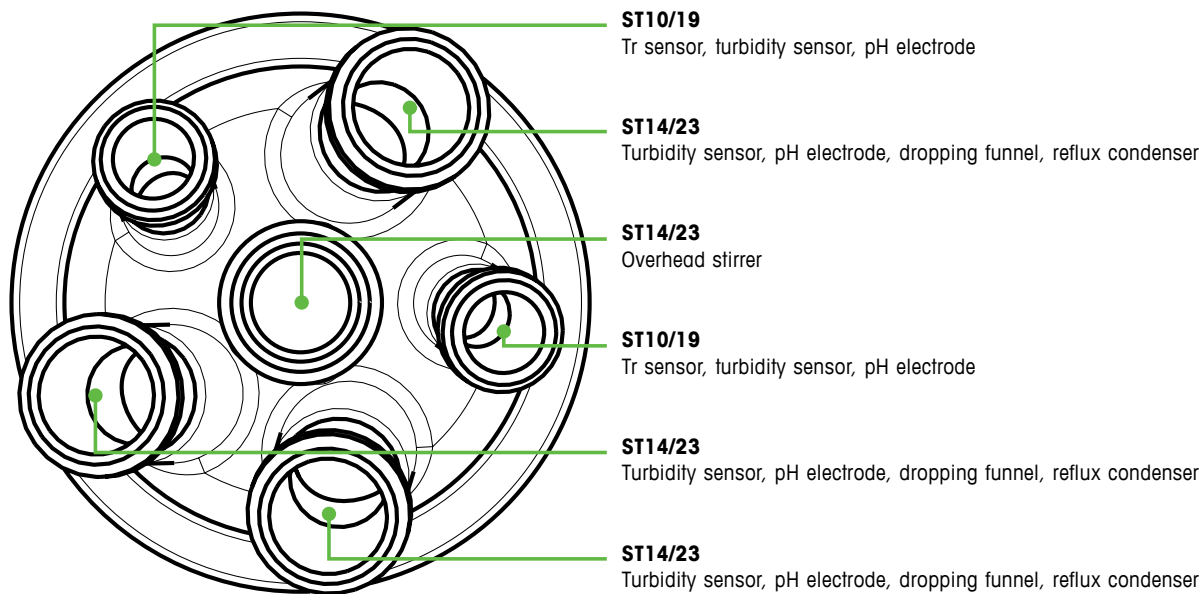 ST10/19
Tr sensor, turbidity sensor, pH electrode
ST14/23
Turbidity sensor, pH electrode, dropping funnel, reflux condenser
ST14/23
Overhead stirrer
ST10/19
Tr sensor, turbidity sensor, pH electrode
ST14/23
Turbidity sensor, pH electrode, dropping funnel, reflux condenser
ST14/23
Turbidity sensor, pH electrode, dropping funnel, reflux condenser